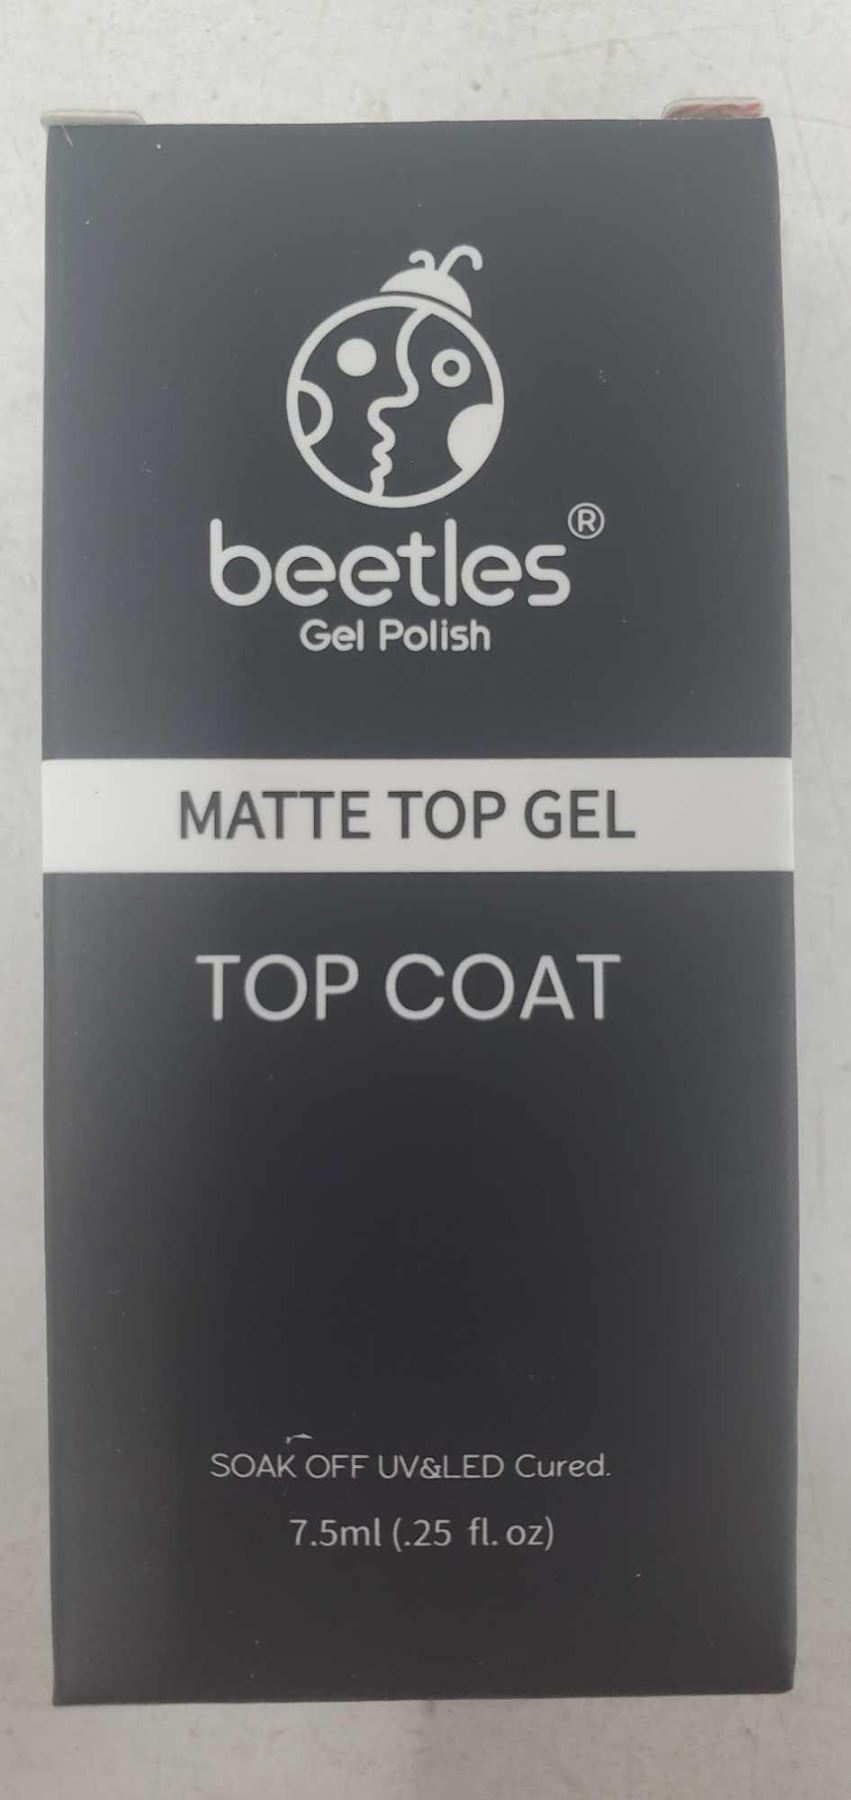 beetles®
Gel Polish
MATTE TOP GEL
TOP COAT
SOAK OFF UV&LED Cured.
7.5ml (.25 fl. oz)